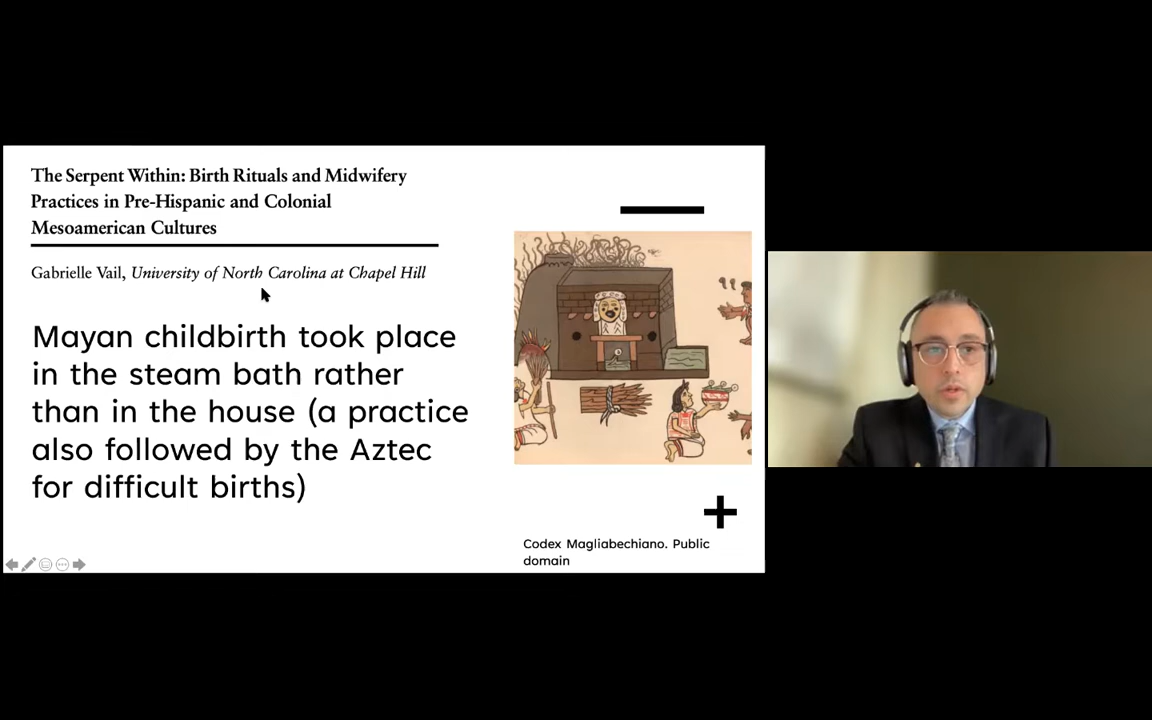 The Serpent Within: Birth Rituals and Midwifery
Practices in Pre-Hispanic and Colonial
Mesoamerican Cultures
Gabrielle Vail, University of North Carolina at Chapel Hill
Mayan childbirth took place
in the steam bath rather
than in the house (a practice
also followed by the Aztec
for difficult births)
Codex Magliabechiano. Public
domain